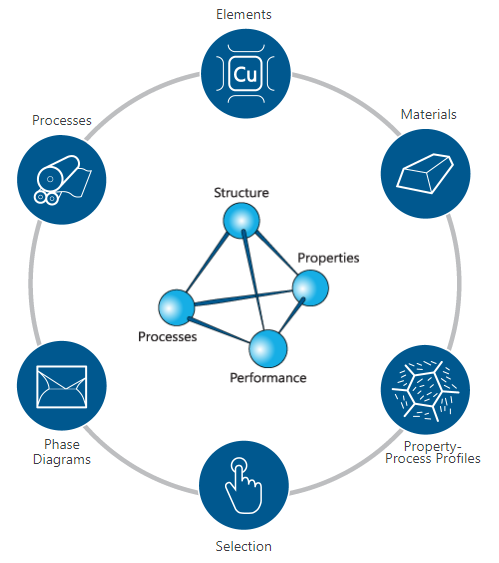 Elements
Cu
Processes
Materials
Structure
Properties
Processes
Performance
Phase
Diagrams
Property-
Process Profiles
Selection